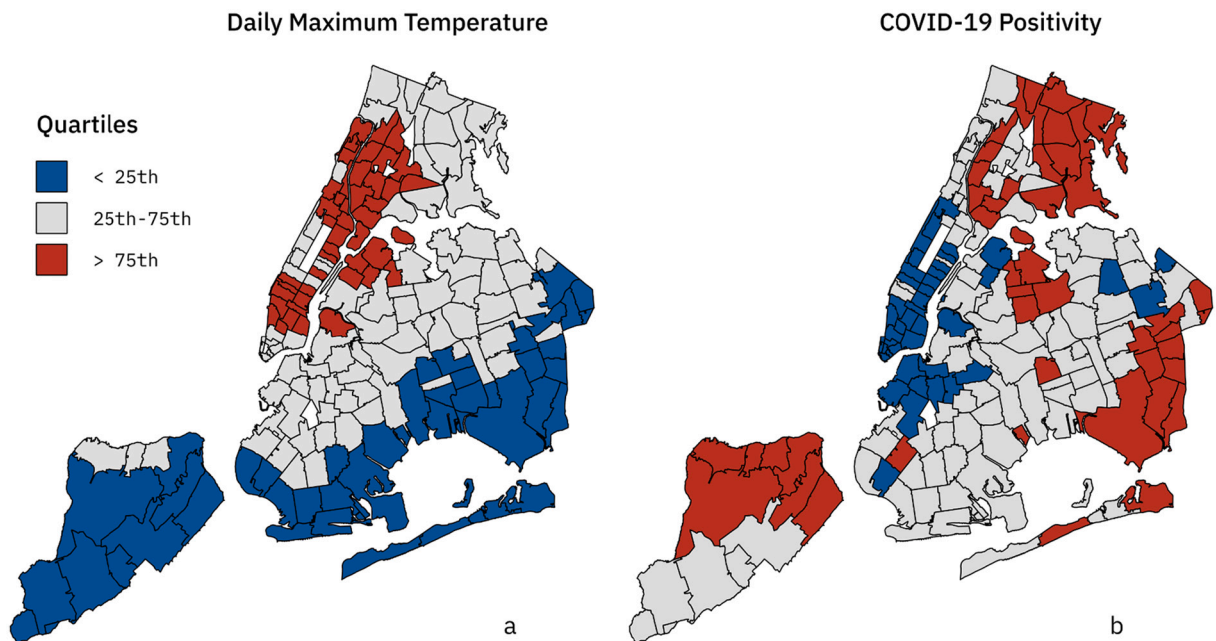 Daily Maximum Temperature
COVID-19 Positivity
Quartiles
< 25th
25th-75th
> 75th
a
b